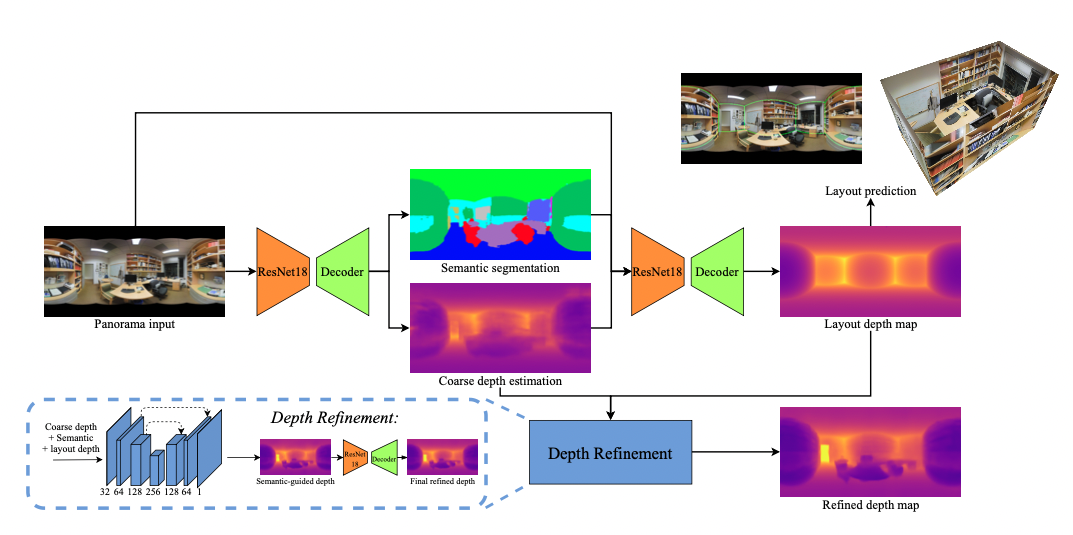 Layout prediction
ResNet18
Decoder
ResNet18
Decoder
Semantic segmentation
Panorama input
Layout depth map
Coarse depth estimation
Depth Refinement:
Coarse depth
+ Semantic
+ layout depth
ResNet
18
Decoder
Semantic-guided depth
Final refined depth
32 64 128 256 128 64 1
Depth Refinement
Refined depth map